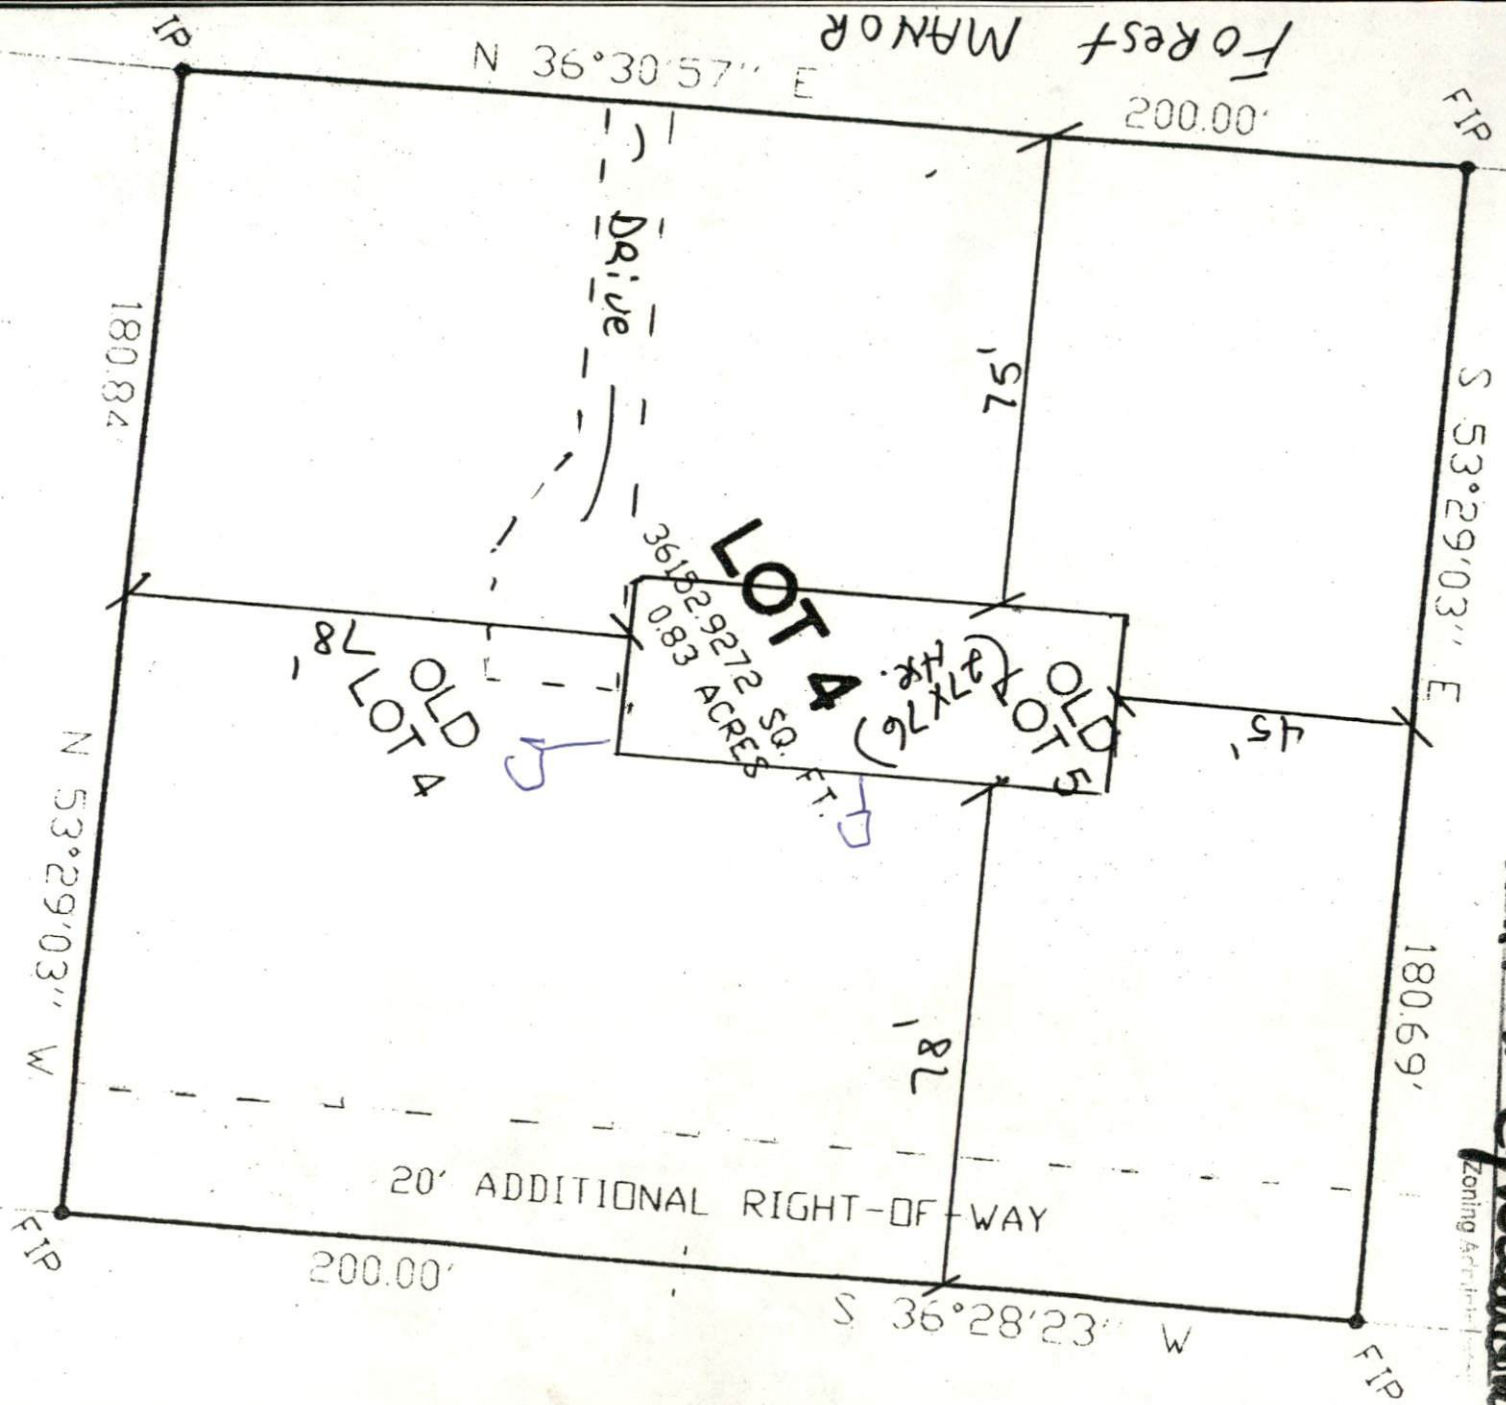 FOREST MANOR
IP
N 36°30'57" E
200.00'
FIP
DRive
75'
180.84'
S 53°29'03" E
LOT 4
36152.9272 SQ. FT.
0.83 ACRES
(27X76)
OLD
LOT 5
78'
OLD
LOT 4
45'
N 53°29'03" W
78'
180.69'
20' ADDITIONAL RIGHT-OF-WAY
FIP
200.00'
S 36°28'23" W
FIP
Zoning